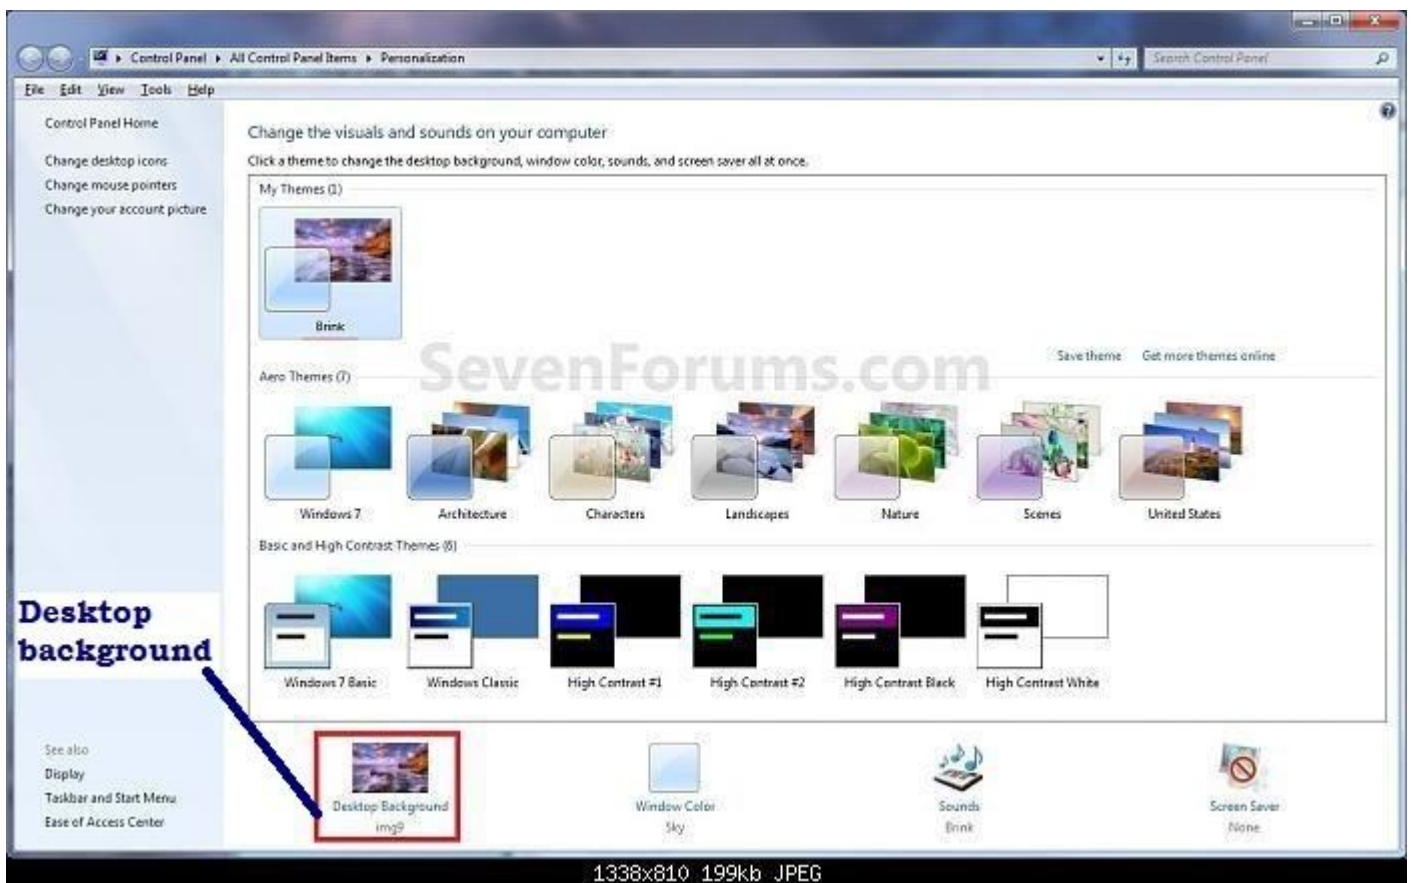 Control Panel ▸ All Control Panel Items ▸ Personalization
Search Control Panel
File Edit View Tools Help
Control Panel Home
Change desktop icons
Change mouse pointers
Change your account picture
Change the visuals and sounds on your computer
Click a theme to change the desktop background, window color, sounds, and screen saver all at once.
My Themes (1)
Brink
SevenForums.com
Save theme Get more themes online
Aero Themes (7)
Windows 7 Architecture Characters Landscapes Nature Scenes United States
Basic and High Contrast Themes (6)
Windows 7 Basic Windows Classic High Contrast #1 High Contrast #2 High Contrast Black High Contrast White
Desktop
background
See also
Display
Taskbar and Start Menu
Ease of Access Center
Desktop Background Window Color Sounds Screen Saver
img9 Sky Brink None
1338x810 199kb JPEG